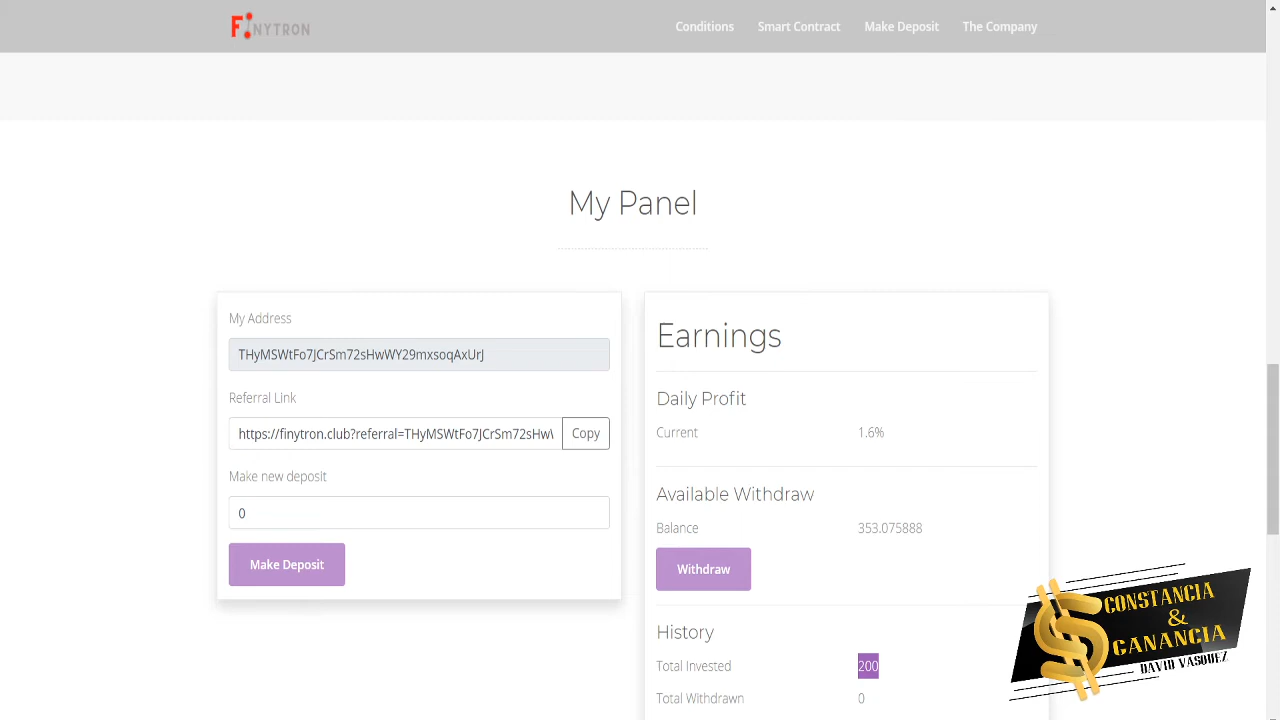 FINYTRON
Conditions
Smart Contract
Make Deposit
The Company
My Panel
My Address
THyMSWtFo7JCrSm72sHwWY29mxsoqAxUrJ
Referral Link
https://finytron.club?referral=THyMSWtFo7JCrSm72sHw
Copy
Make new deposit
0
Make Deposit
Earnings
Daily Profit
Current 1.6%
Available Withdraw
Balance 353.075888
Withdraw
History
Total Invested 200
Total Withdrawn 0
CONSTANCIA
&
GANANCIA
DAVID VASQUEZ